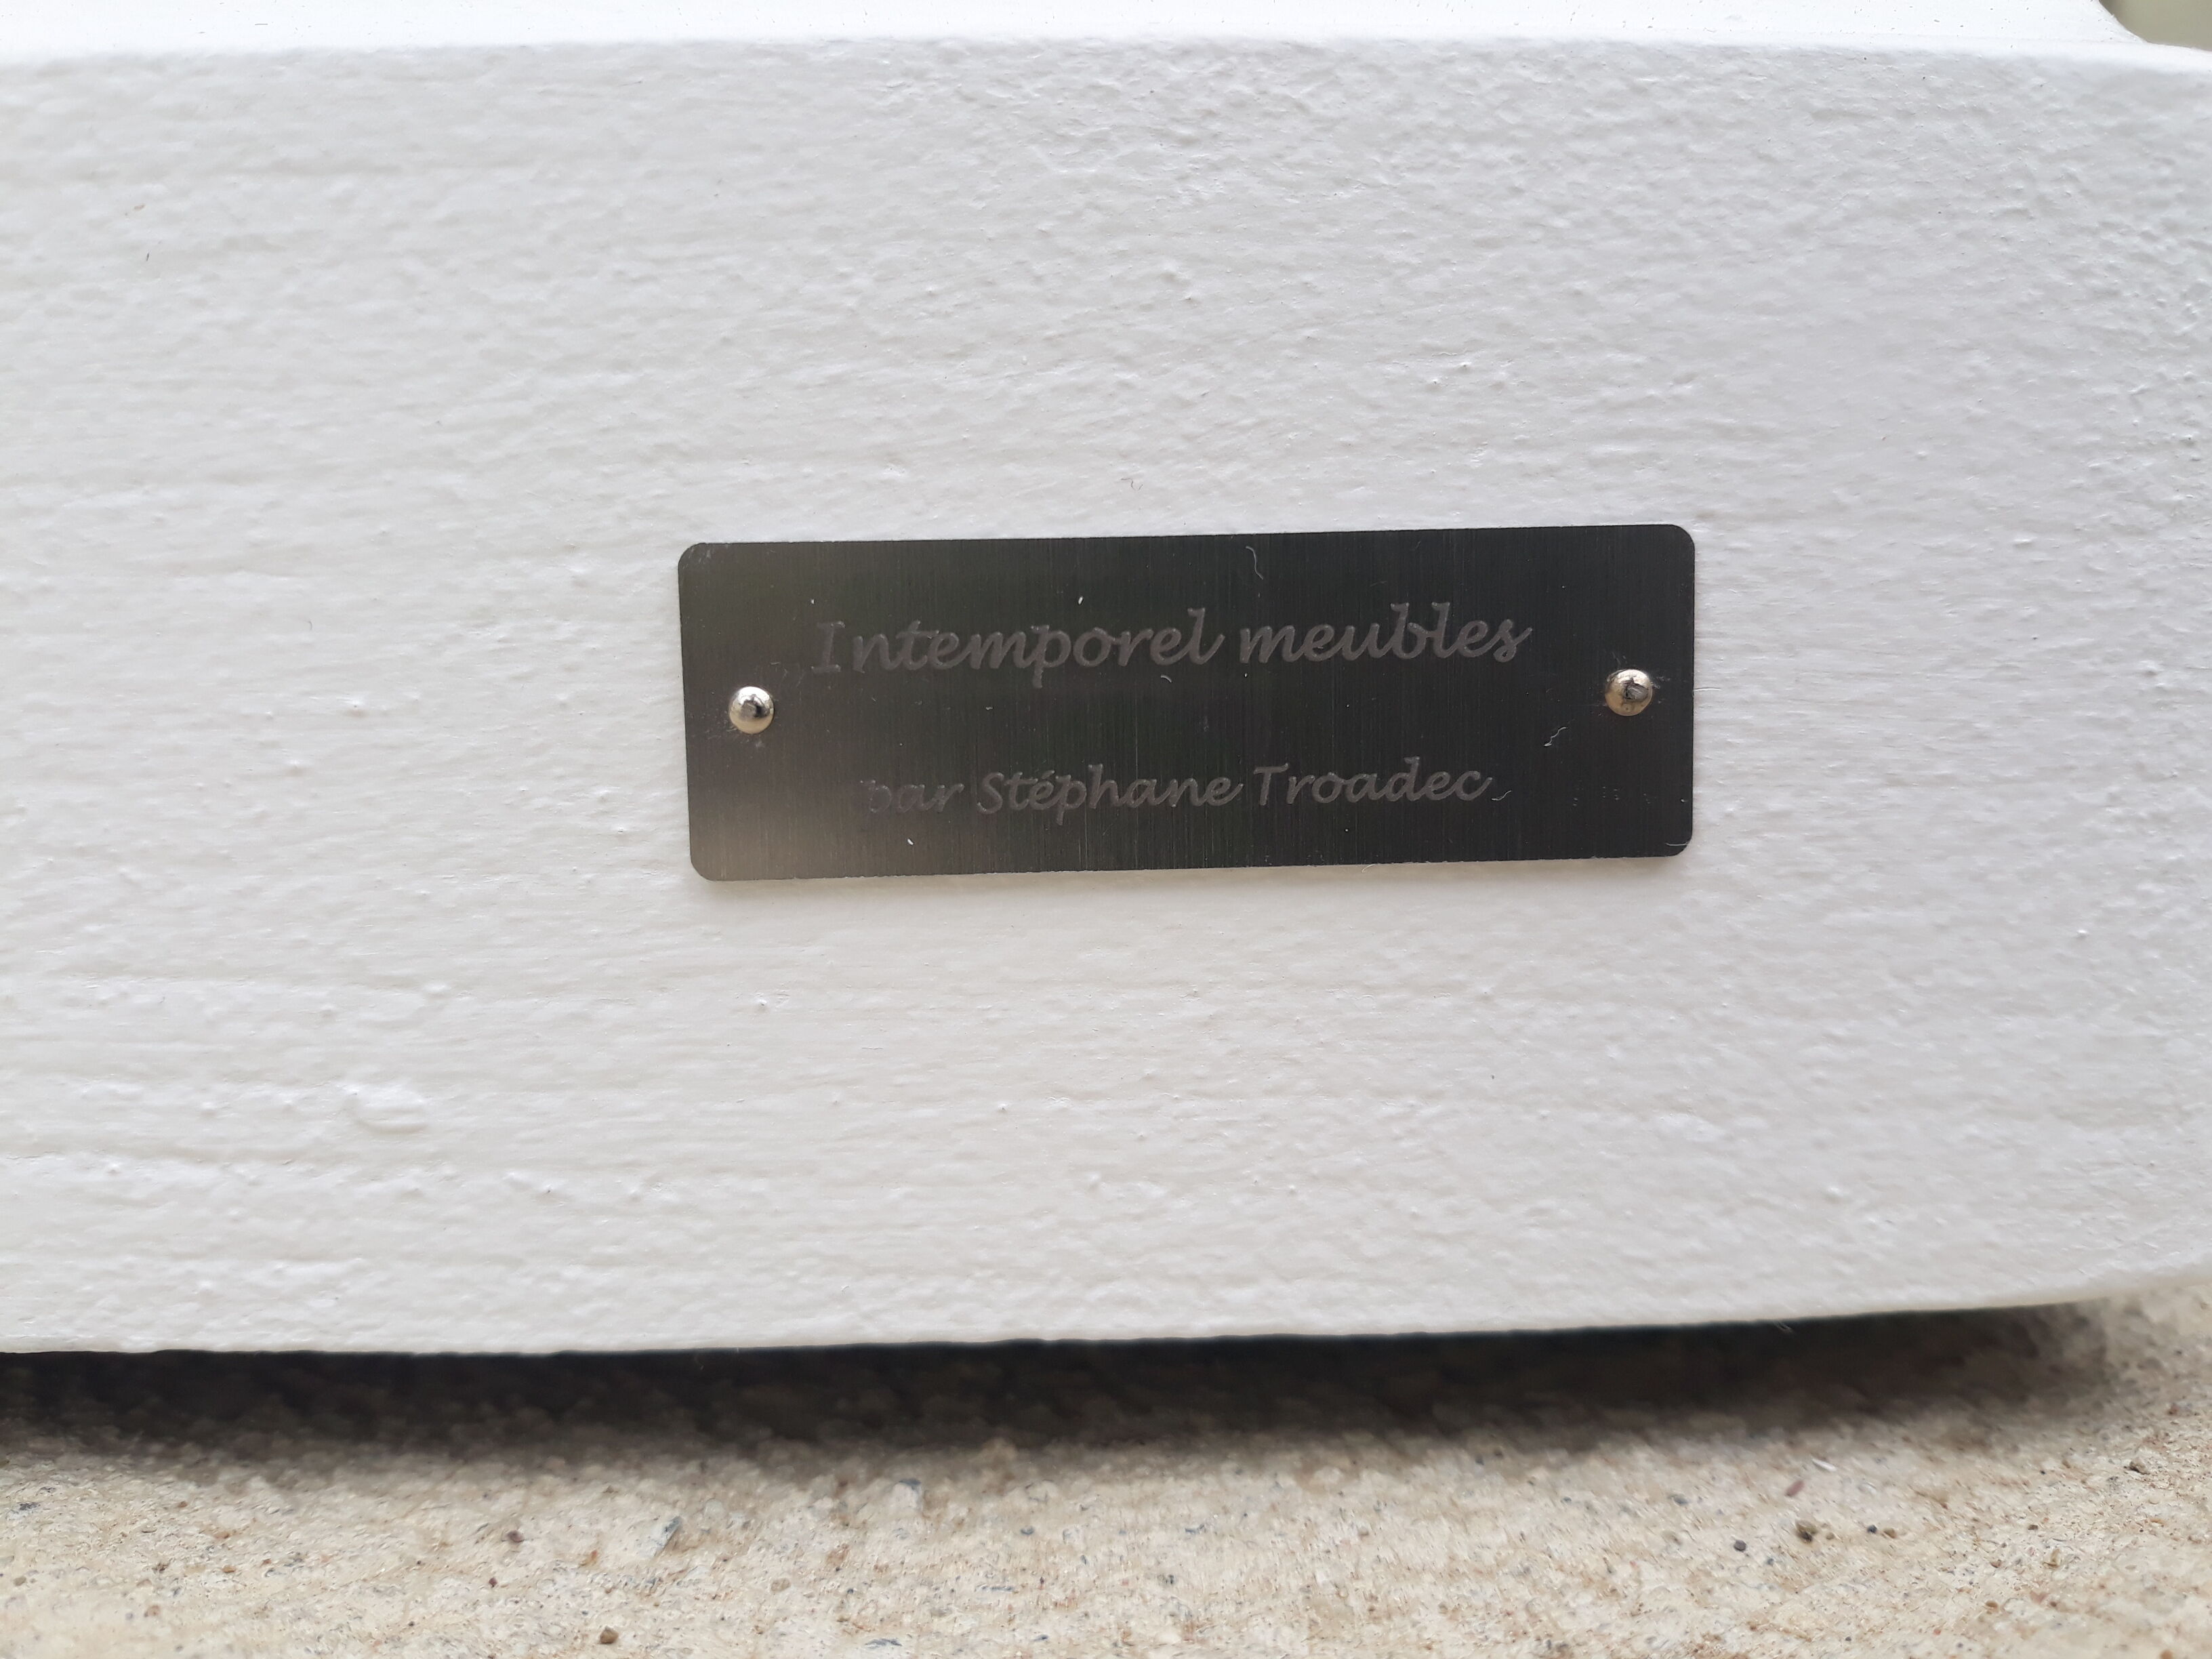 Intemporel meubles
par Stéphane Troadec